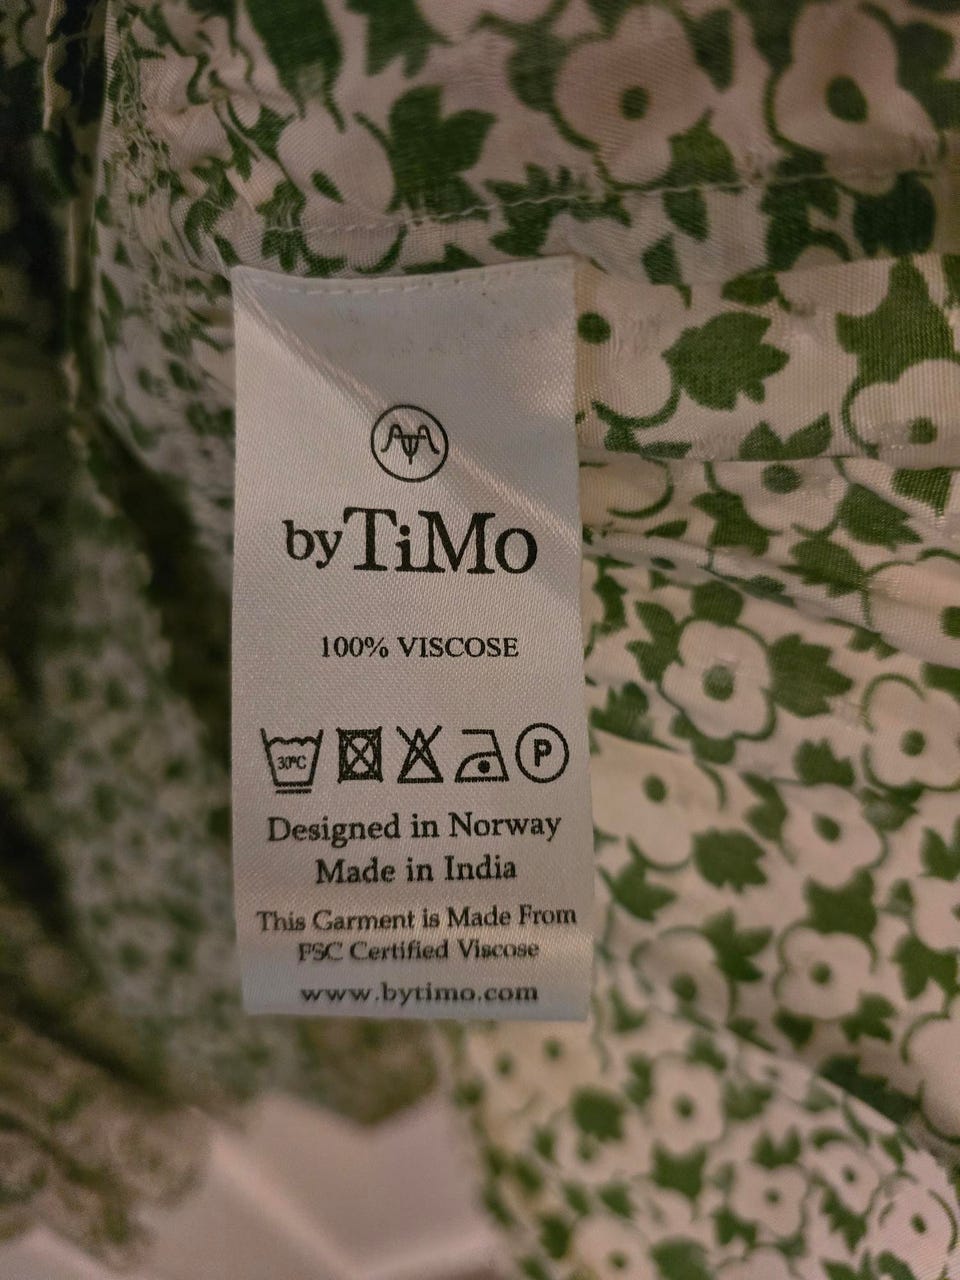 byTiMo
100% VISCOSE
30°C P
Designed in Norway
Made in India
This Garment is Made From
FSC Certified Viscose
www.bytimo.com